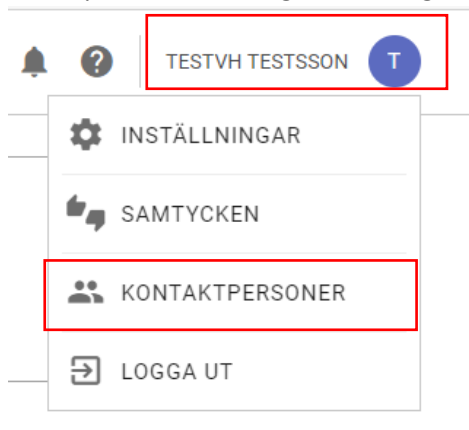 TESTVH TESTSSON T
INSTÄLLNINGAR
SAMTYCKEN
KONTAKTPERSONER
LOGGA UT